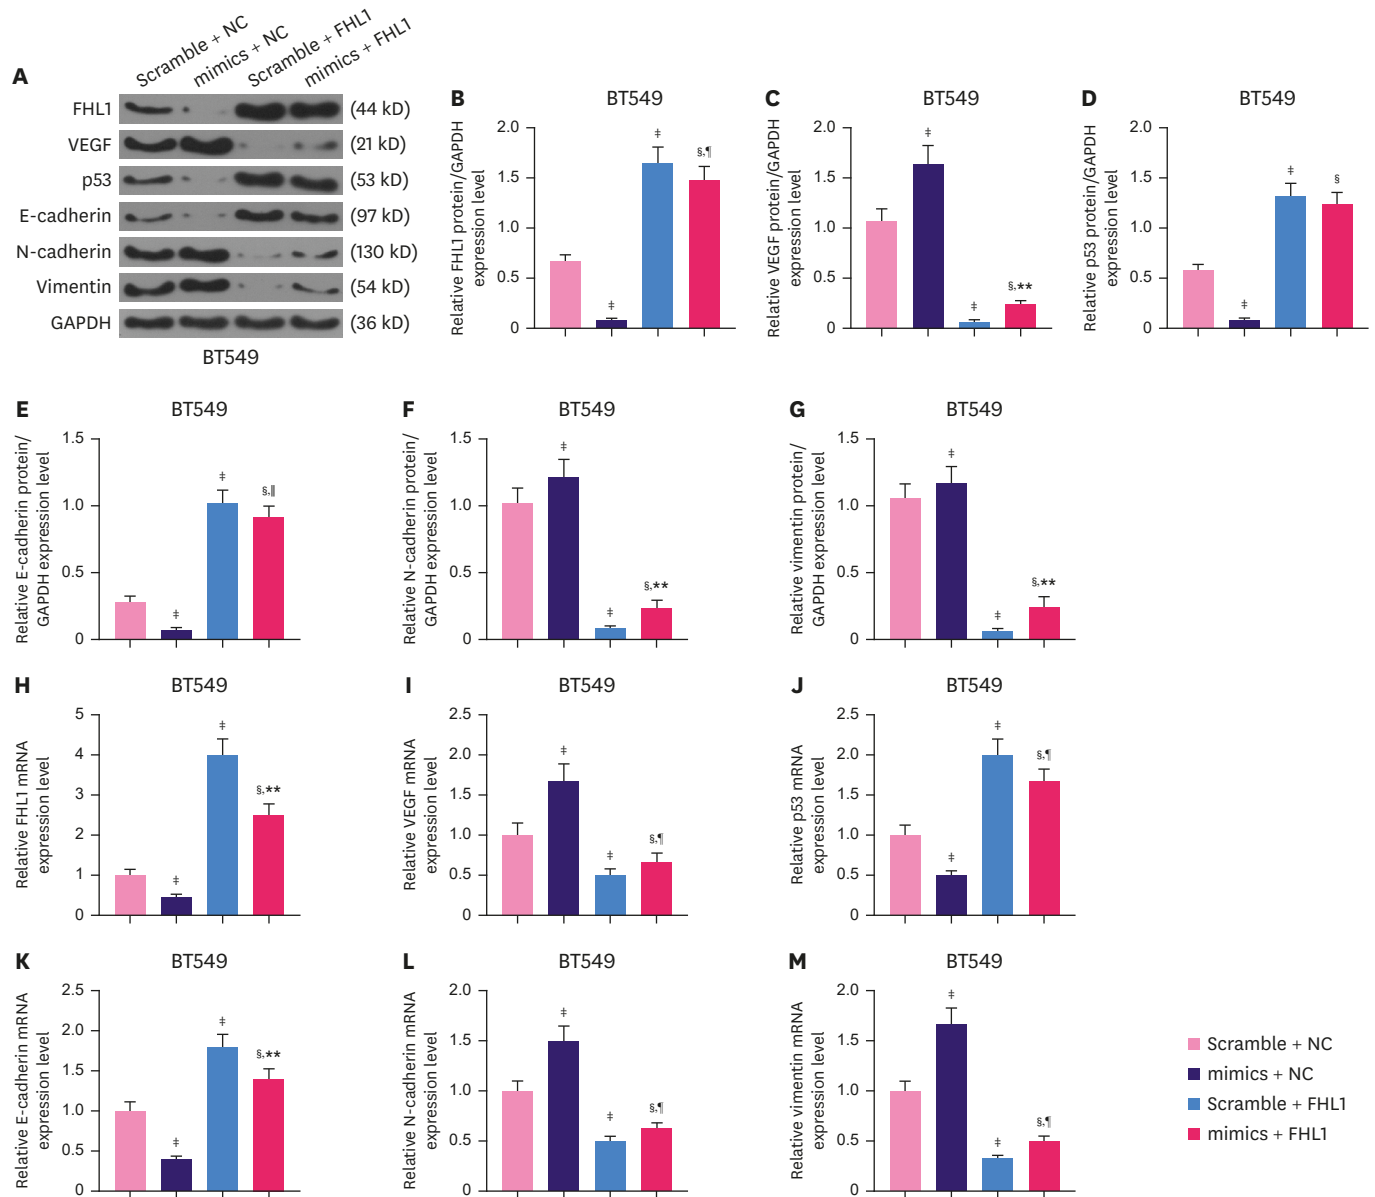 A
Scramble + NC
mimics + NC
Scramble + FHL1
mimics + FHL1
FHL1 (44 kD)
VEGF (21 kD)
p53 (53 kD)
E-cadherin (97 kD)
N-cadherin (130 kD)
Vimentin (54 kD)
GAPDH (36 kD)
BT549
B
BT549
Relative FHL1 protein/GAPDH
expression level
2.0
1.5
1.0
0.5
0
‡
‡
§,¶
C
BT549
Relative VEGF protein/GAPDH
expression level
2.0
1.5
1.0
0.5
0
‡
‡
§,**
D
BT549
Relative p53 protein/GAPDH
expression level
2.0
1.5
1.0
0.5
0
‡
‡
§
E
BT549
Relative E-cadherin protein/
GAPDH expression level
1.5
1.0
0.5
0
‡
‡
§,‖
F
BT549
Relative N-cadherin protein/
GAPDH expression level
1.5
1.0
0.5
0
‡
‡
§,**
G
BT549
Relative vimentin protein/
GAPDH expression level
1.5
1.0
0.5
0
‡
‡
§,**
H
BT549
Relative FHL1 mRNA
expression level
5
4
3
2
1
0
‡
‡
§,**
I
BT549
Relative VEGF mRNA
expression level
2.5
2.0
1.5
1.0
0.5
0
‡
‡
§,¶
J
BT549
Relative p53 mRNA
expression level
2.5
2.0
1.5
1.0
0.5
0
‡
‡
§,¶
K
BT549
Relative E-cadherin mRNA
expression level
2.5
2.0
1.5
1.0
0.5
0
‡
‡
§,**
L
BT549
Relative N-cadherin mRNA
expression level
2.0
1.5
1.0
0.5
0
‡
‡
§,¶
M
BT549
Relative vimentin mRNA
expression level
2.0
1.5
1.0
0.5
0
‡
‡
§,¶
Scramble + NC
mimics + NC
Scramble + FHL1
mimics + FHL1